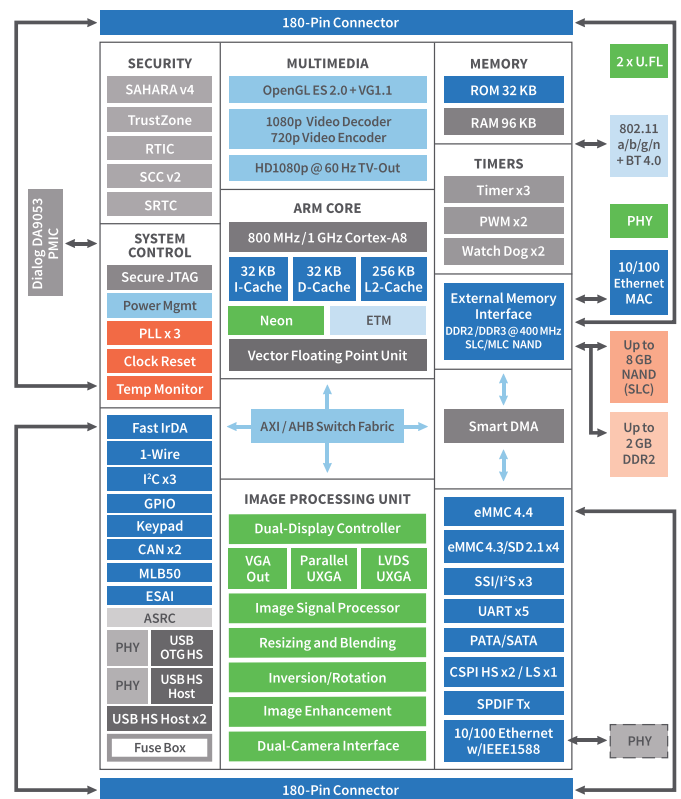 180-Pin Connector
SECURITY
SAHARA v4
TrustZone
RTIC
SCC v2
SRTC
SYSTEM
CONTROL
Secure JTAG
Power Mgmt
PLL x 3
Clock Reset
Temp Monitor
Dialog DA9053
PMIC
Fast IrDA
1-Wire
I²C x3
GPIO
Keypad
CAN x2
MLB50
ESAI
ASRC
PHY
USB
OTG HS
PHY
USB HS
Host
USB HS Host x2
Fuse Box
MULTIMEDIA
OpenGL ES 2.0 + VG1.1
1080p Video Decoder
720p Video Encoder
HD1080p @ 60 Hz TV-Out
ARM CORE
800 MHz/1 GHz Cortex-A8
32 KB
I-Cache
32 KB
D-Cache
256 KB
L2-Cache
Neon
ETM
Vector Floating Point Unit
AXI / AHB Switch Fabric
IMAGE PROCESSING UNIT
Dual-Display Controller
VGA
Out
Parallel
UXGA
LVDS
UXGA
Image Signal Processor
Resizing and Blending
Inversion/Rotation
Image Enhancement
Dual-Camera Interface
MEMORY
ROM 32 KB
RAM 96 KB
TIMERS
Timer x3
PWM x2
Watch Dog x2
External Memory
Interface
DDR2 /DDR3 @ 400 MHz
SLC/MLC NAND
Smart DMA
eMMC 4.4
eMMC 4.3/SD 2.1 x4
SSI/I²S x3
UART x5
PATA/SATA
CSPI HS x2 / LS x1
SPDIF Tx
10/100 Ethernet
w/IEEE1588
2 x U.FL
802.11
a/b/g/n
+ BT 4.0
PHY
10/100
Ethernet
MAC
Up to
8 GB
NAND
(SLC)
Up to
2 GB
DDR2
PHY
180-Pin Connector